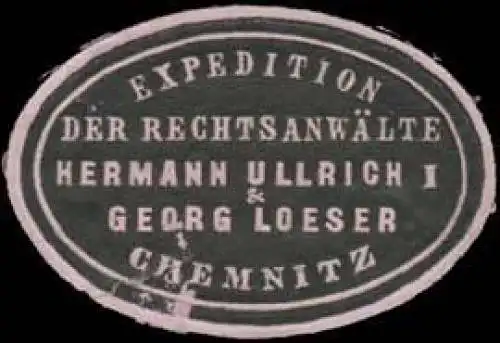 EXPEDITION
DER RECHTSANWÄLTE
HERMANN ULLRICH I
&
GEORG LOESER
CHEMNITZ